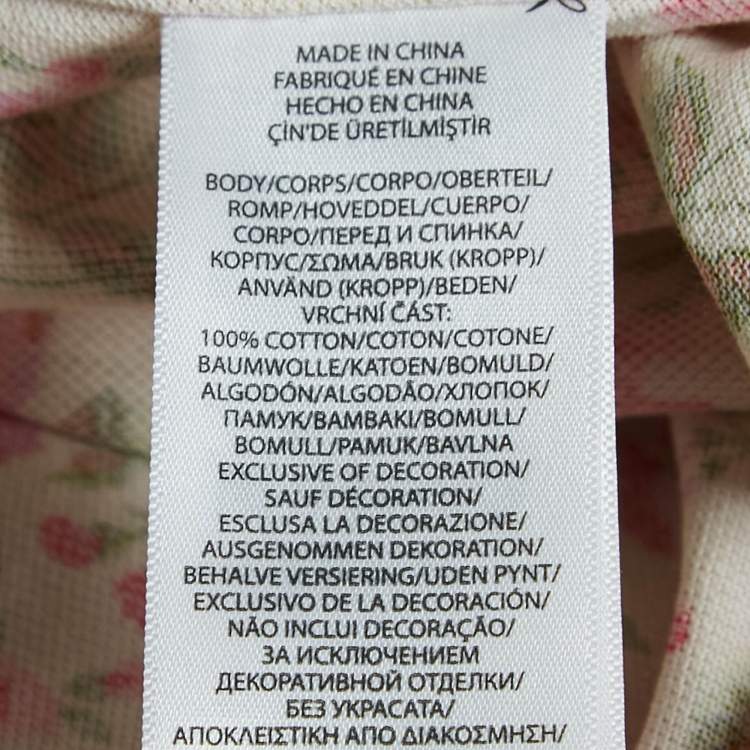 MADE IN CHINA
FABRIQUÉ EN CHINE
HECHO EN CHINA
ÇİN'DE ÜRETİLMİŞTİR
BODY/CORPS/CORPO/OBERTEIL/
ROMP/HOVEDDEL/CUERPO/
CORPO/ПЕРЕД И СПИНКА/
КОРПУС/ΣΩΜΑ/BRUK (KROPP)/
ANVÄND (KROPP)/BEDEN/
VRCHNÍ ČÁST:
100% COTTON/COTON/COTONE/
BAUMWOLLE/KATOEN/BOMULD/
ALGODÓN/ALGODÃO/ХЛОПОК/
ПАМУК/ΒΑΜΒΑΚΙ/BOMULL/
BOMULL/PAMUK/BAVLNA
EXCLUSIVE OF DECORATION/
SAUF DÉCORATION/
ESCLUSA LA DECORAZIONE/
AUSGENOMMEN DEKORATION/
BEHALVE VERSIERING/UDEN PYNT/
EXCLUSIVO DE LA DECORACIÓN/
NÃO INCLUI DECORAÇÃO/
ЗА ИСКЛЮЧЕНИЕМ
ДЕКОРАТИВНОЙ ОТДЕЛКИ/
БЕЗ УКРАСАТА/
ΑΠΟΚΛΕΙΣΤΙΚΗ ΑΠΟ ΔΙΑΚΟΣΜΗΣΗ/